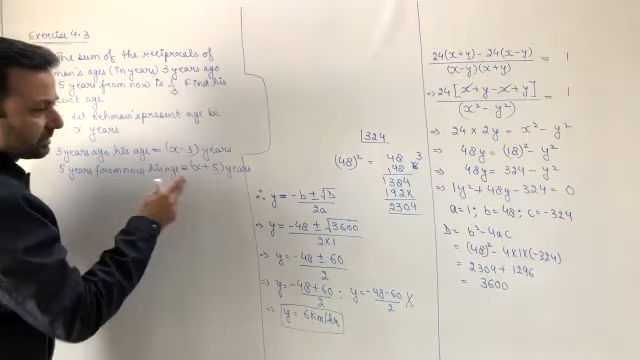 Exercise 4.3
The sum of the reciprocals of
men's ages (in years) 3 years ago
5 years from now is 1/3. Find his
sent age.
Let Rehman's present age be
x years
3 years ago his age = (x-3) years
5 years from now his age = (x+5) years
324
(48)² = 48
48
384
192x
2304
∴ y = -b ± √D / 2a
⇒ y = -48 ± √3600 / 2×1
⇒ y = -48 ± 60 / 2
⇒ y = -48+60 / 2 ; y = -48-60 / 2 X
⇒ y = 6 km/hr
24(x+y) - 24(x-y) / (x-y)(x+y) = 1
⇒ 24[x+y-x+y] / (x²-y²) = 1
⇒ 24 × 2y = x² - y²
⇒ 48y = (18)² - y²
⇒ 48y = 324 - y²
⇒ 1y² + 48y - 324 = 0
a=1; b=48; c=-324
D = b² - 4ac
= (48)² - 4×1×(-324)
= 2304 + 1296
= 3600